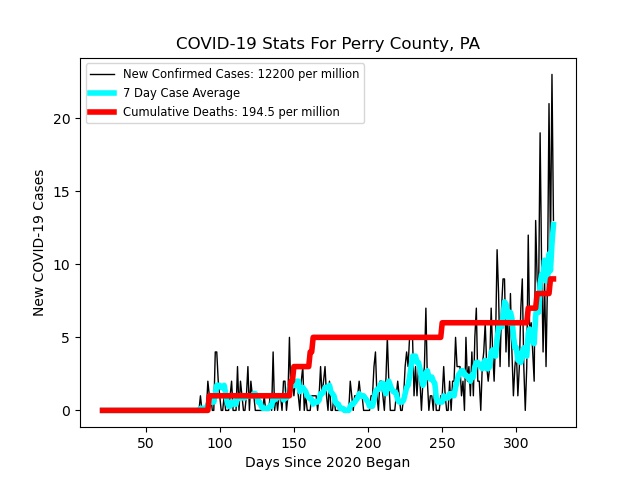 COVID-19 Stats For Perry County, PA
New Confirmed Cases: 12200 per million
7 Day Case Average
Cumulative Deaths: 194.5 per million
New COVID-19 Cases
20
15
10
5
0
50 100 150 200 250 300
Days Since 2020 Began